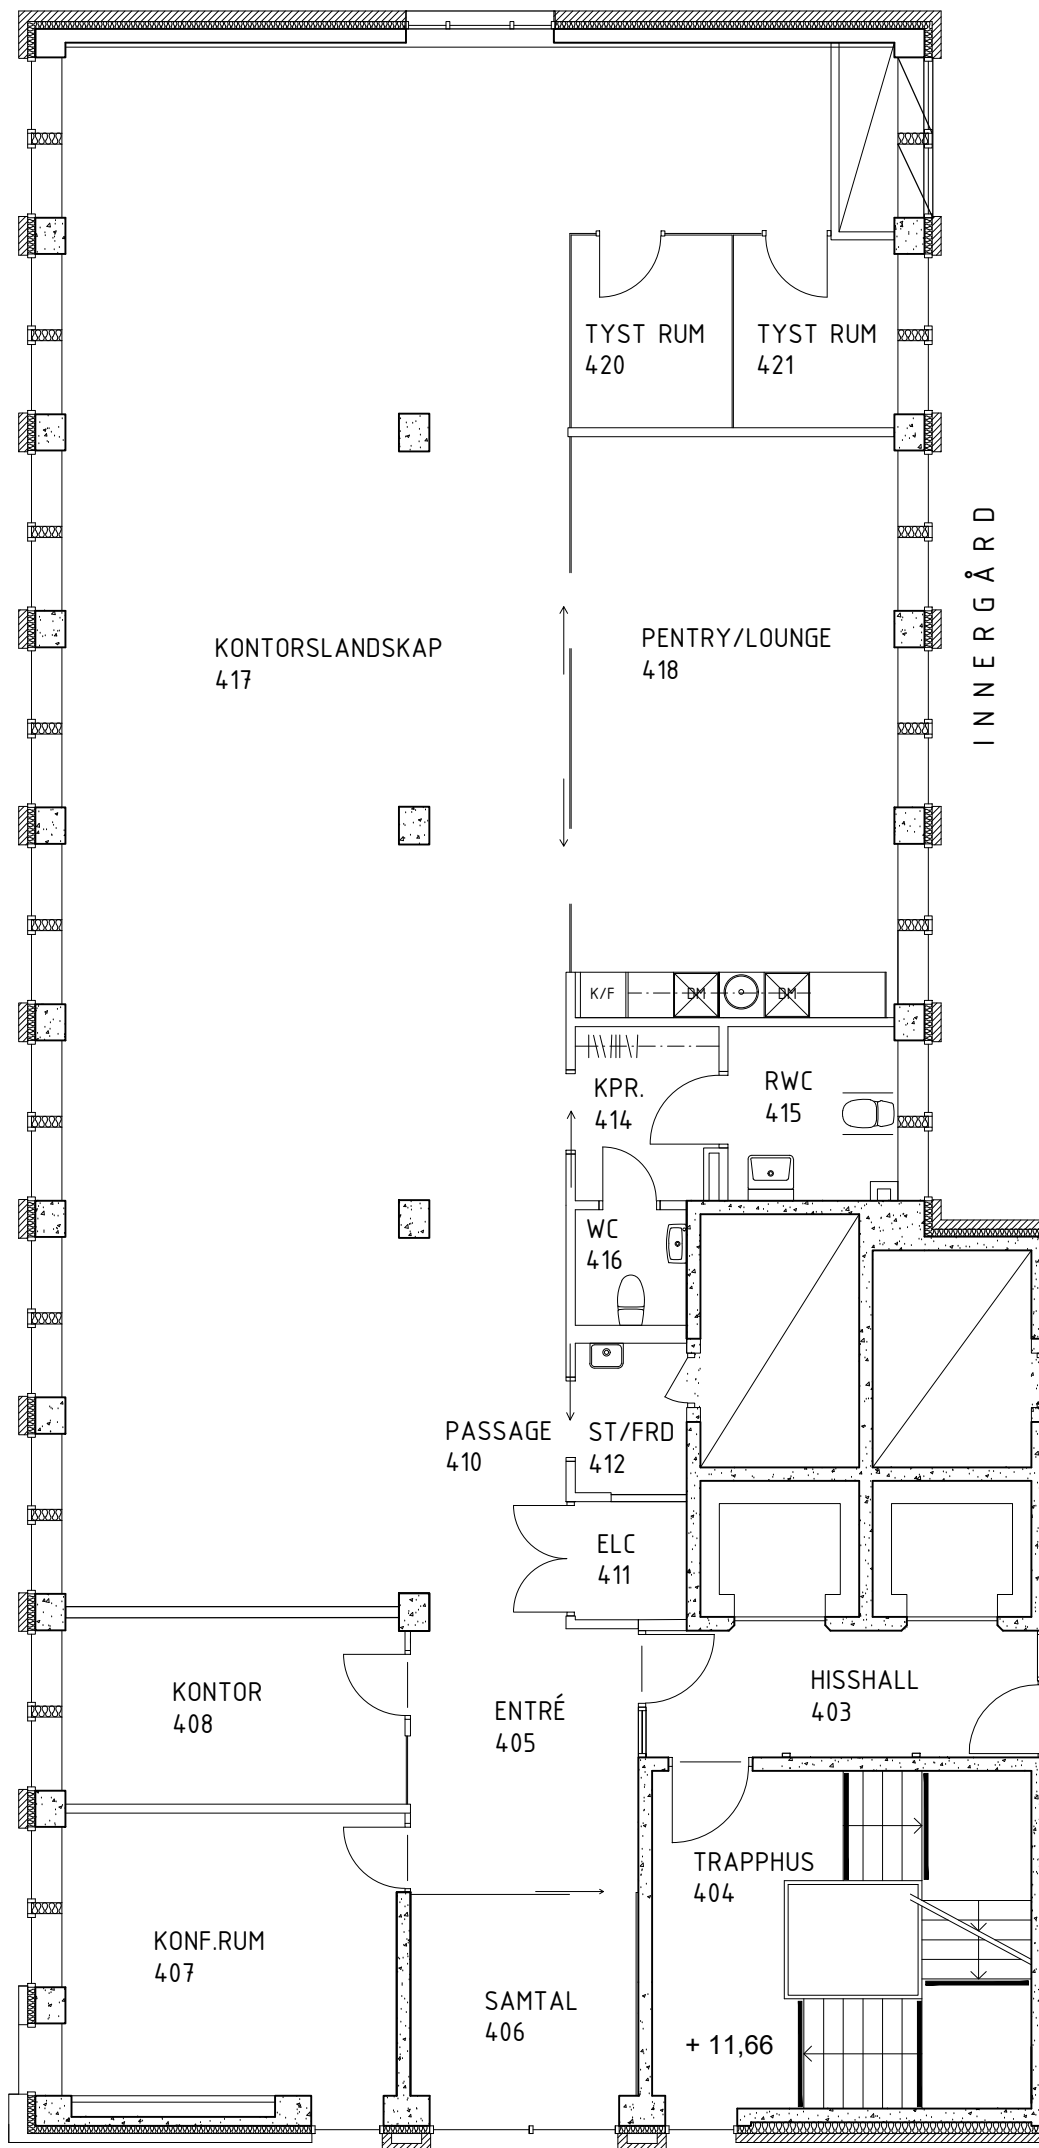 TYST RUM
420
TYST RUM
421
INNERGÅRD
KONTORSLANDSKAP
417
PENTRY/LOUNGE
418
K/F
DM
DM
KPR.
414
RWC
415
WC
416
PASSAGE
410
ST/FRD
412
ELC
411
KONTOR
408
ENTRÉ
405
HISSHALL
403
TRAPPHUS
404
KONF.RUM
407
SAMTAL
406
+ 11,66